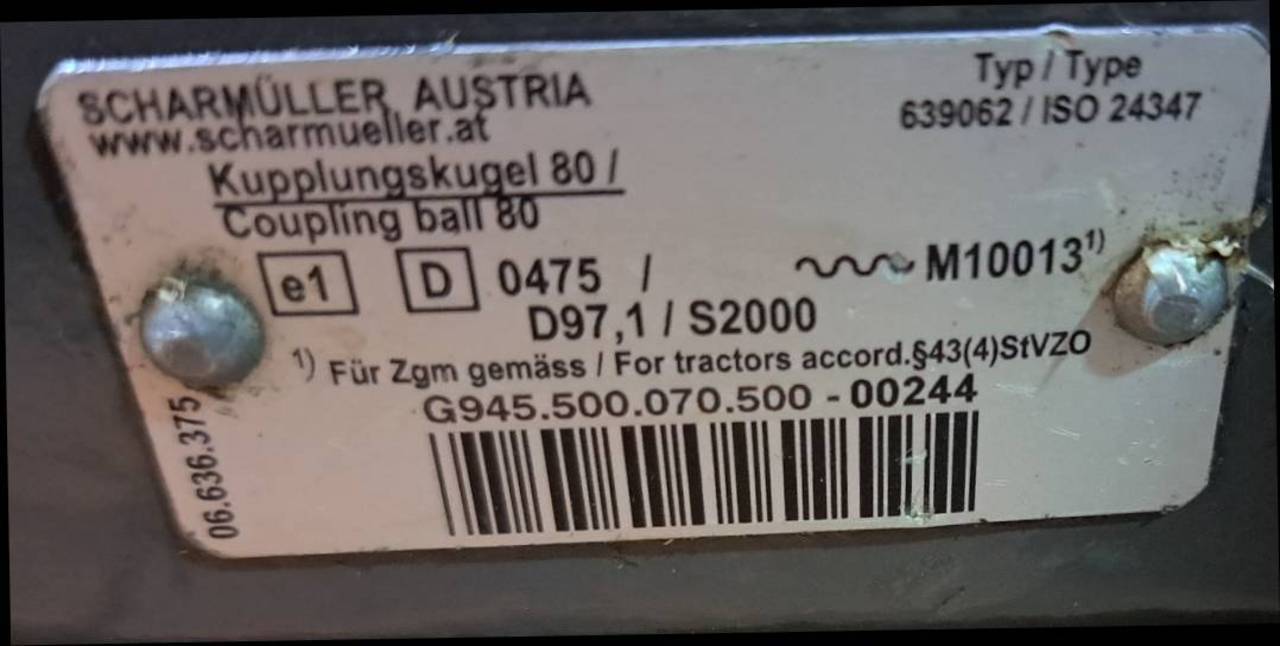 SCHARMÜLLER AUSTRIA
www.scharmueller.at
Typ / Type
639062 / ISO 24347
Kupplungskugel 80 /
Coupling ball 80
e1 D 0475 / M10013¹⁾
D97,1 / S2000
¹⁾ Für Zgm gemäss / For tractors accord.§43(4)StVZO
G945.500.070.500 - 00244
06.636.375